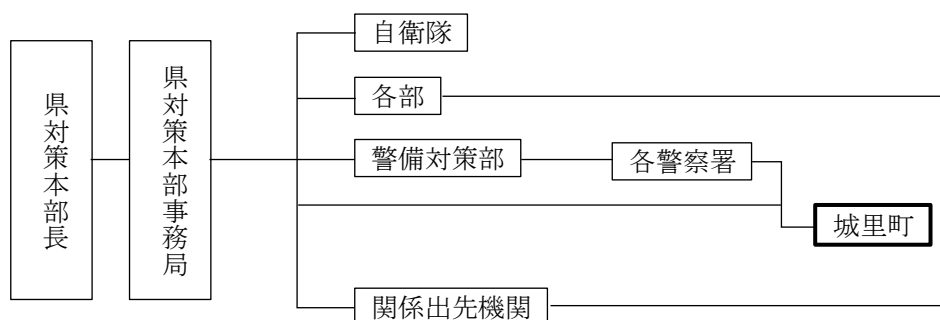 県対策本部長
県対策本部事務局
自衛隊
各部
警備対策部
各警察署
城里町
関係出先機関